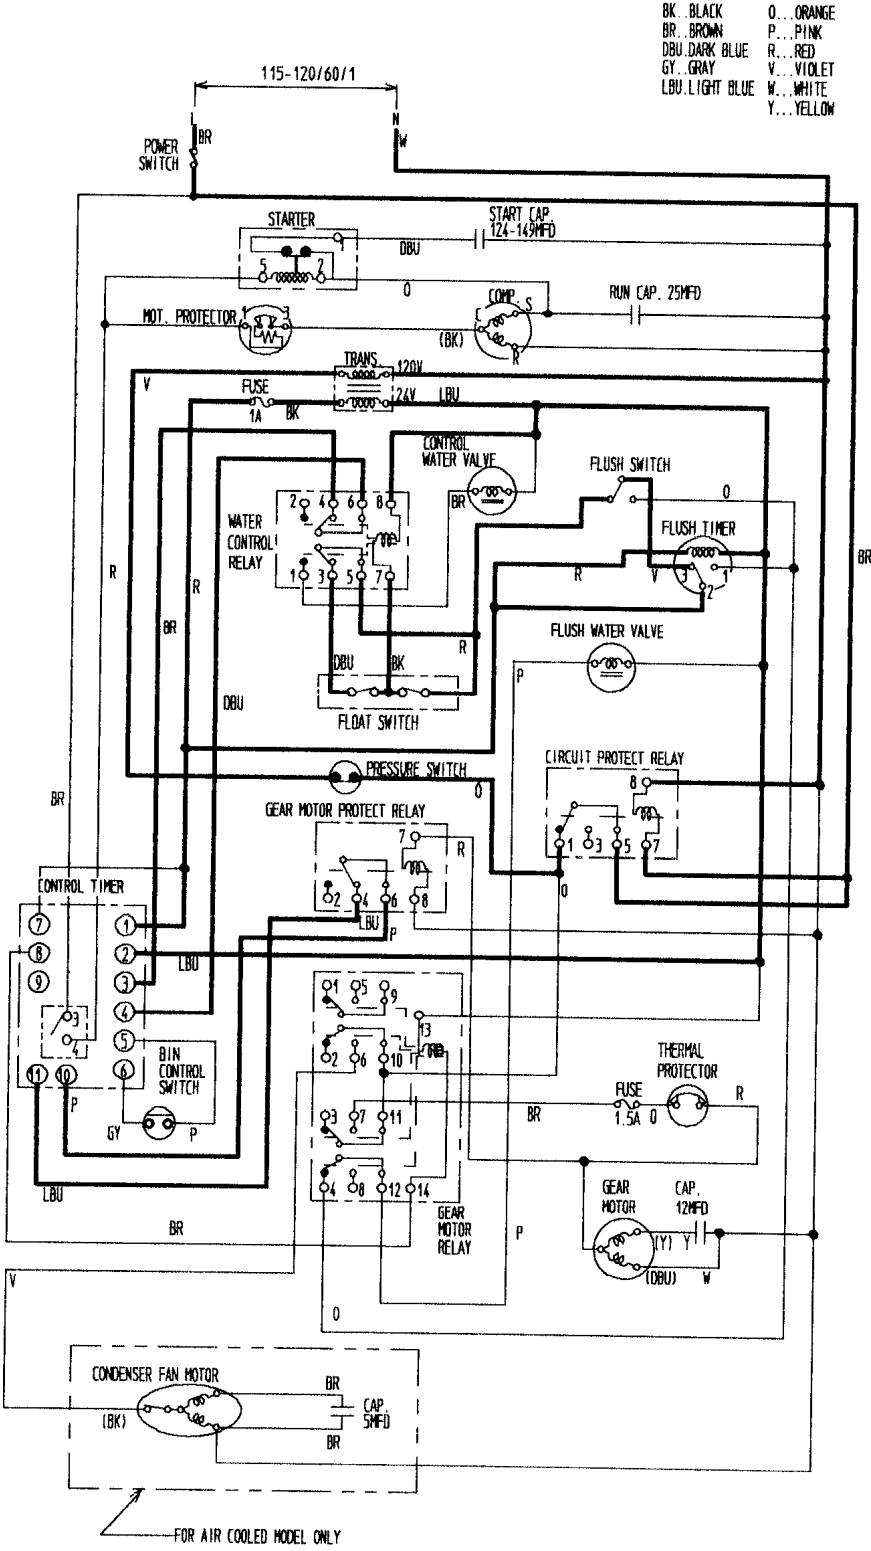 BK..BLACK O...ORANGE
BR..BROWN P...PINK
DBU.DARK BLUE R...RED
GY..GRAY V...VIOLET
LBU.LIGHT BLUE W...WHITE
Y...YELLOW
115-120/60/1
L N
BR W
POWER
SWITCH
STARTER
START CAP.
124-149MFD
1
DBU
BR
5 2
O
COMP. S
RUN CAP. 25MFD
MOT. PROTECTOR
1 3
C
(BK)
R
TRANS.
120V
V
FUSE
24V
LBU
1A
BK
CONTROL
WATER VALVE
FLUSH SWITCH
BR
O
2 4 6 8
WATER
CONTROL
RELAY
FLUSH TIMER
BR
R
R
R
V
3 1
1 3 5 7
2
BR
FLUSH WATER VALVE
R
DBU
BK
P
DBU
FLOAT SWITCH
CIRCUIT PROTECT RELAY
PRESSURE SWITCH
8
O
BR
GEAR MOTOR PROTECT RELAY
7
R
1 3 5 7
CONTROL TIMER
O
2 4 6 8
7 1
LBU
P
8 2
LBU
9 3
1 5 9
4
3
13
5
4
BIN
CONTROL
SWITCH
2 6 10
THERMAL
PROTECTOR
11 10 6
FUSE
R
P
3 7 11
BR
1.5A
O
GY
P
LBU
4 8 12 14
GEAR
MOTOR
CAP.
12MFD
GEAR
MOTOR
RELAY
BR
P
(Y) Y
V
(DBU) W
O
CONDENSER FAN MOTOR
BR
CAP.
5MFD
(BK)
BR
FOR AIR COOLED MODEL ONLY